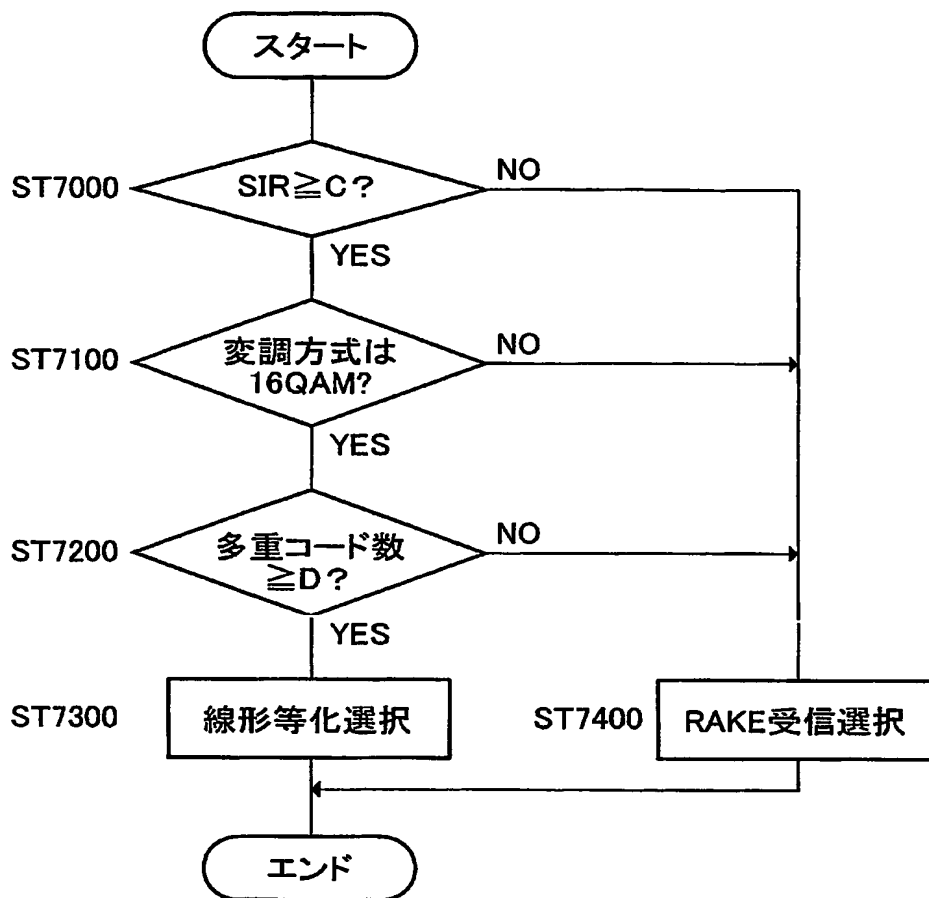 スタート
ST7000
SIR≧C?
NO
YES
ST7100
変調方式は
16QAM?
NO
YES
ST7200
多重コード数
≧D?
NO
YES
ST7300
線形等化選択
ST7400
RAKE受信選択
エンド